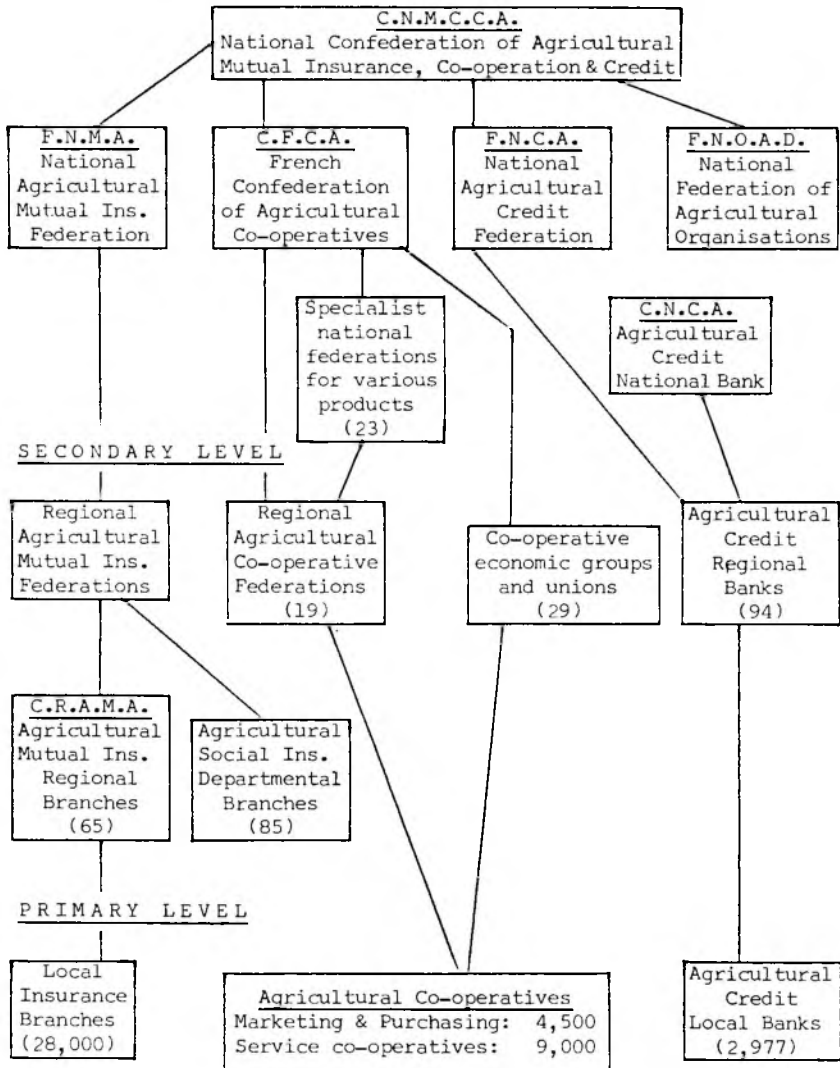 C.N.M.C.C.A.
National Confederation of Agricultural
Mutual Insurance, Co-operation & Credit
F.N.M.A.
National
Agricultural
Mutual Ins.
Federation
C.F.C.A.
French
Confederation
of Agricultural
Co-operatives
F.N.C.A.
National
Agricultural
Credit
Federation
F.N.O.A.D.
National
Federation of
Agricultural
Organisations
Specialist
national
federations
for various
products
(23)
C.N.C.A.
Agricultural
Credit
National Bank
SECONDARY LEVEL
Regional
Agricultural
Mutual Ins.
Federations
Regional
Agricultural
Co-operative
Federations
(19)
Co-operative
economic groups
and unions
(29)
Agricultural
Credit
Regional
Banks
(94)
C.R.A.M.A.
Agricultural
Mutual Ins.
Regional
Branches
(65)
Agricultural
Social Ins.
Departmental
Branches
(85)
PRIMARY LEVEL
Local
Insurance
Branches
(28,000)
Agricultural Co-operatives
Marketing & Purchasing: 4,500
Service co-operatives: 9,000
Agricultural
Credit
Local Banks
(2,977)